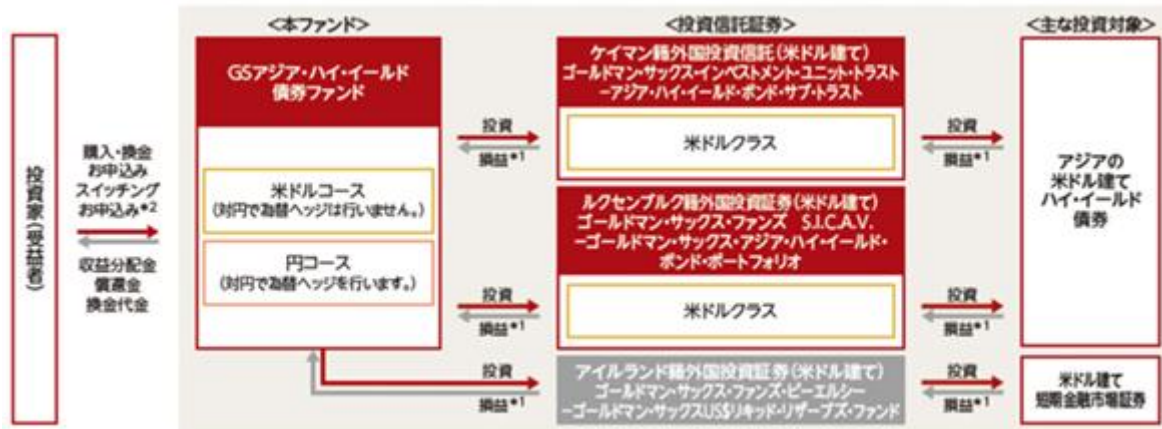 <本ファンド>
<投資信託証券>
<主な投資対象>
投資家(受益者)
購入・換金
お申込み
スイッチング
お申込み*2
収益分配金
償還金
換金代金
GSアジア・ハイ・イールド
債券ファンド
米ドルコース
(対円で為替ヘッジは行いません。)
円コース
(対円で為替ヘッジを行います。)
投資
損益*1
投資
損益*1
投資
損益*1
ケイマン籍外国投資信託(米ドル建て)
ゴールドマン・サックス・インベストメント・ユニット・トラスト
-アジア・ハイ・イールド・ボンド・サブ・トラスト
米ドルクラス
ルクセンブルク籍外国投資証券(米ドル建て)
ゴールドマン・サックス・ファンズ S.I.C.A.V.
-ゴールドマン・サックス・アジア・ハイ・イールド・
ボンド・ポートフォリオ
米ドルクラス
アイルランド籍外国投資証券(米ドル建て)
ゴールドマン・サックス・ファンズ・ピーエルシー
-ゴールドマン・サックスUS$リキッド・リザーブズ・ファンド
投資
損益*1
投資
損益*1
投資
損益*1
アジアの
米ドル建て
ハイ・イールド
債券
米ドル建て
短期金融市場証券